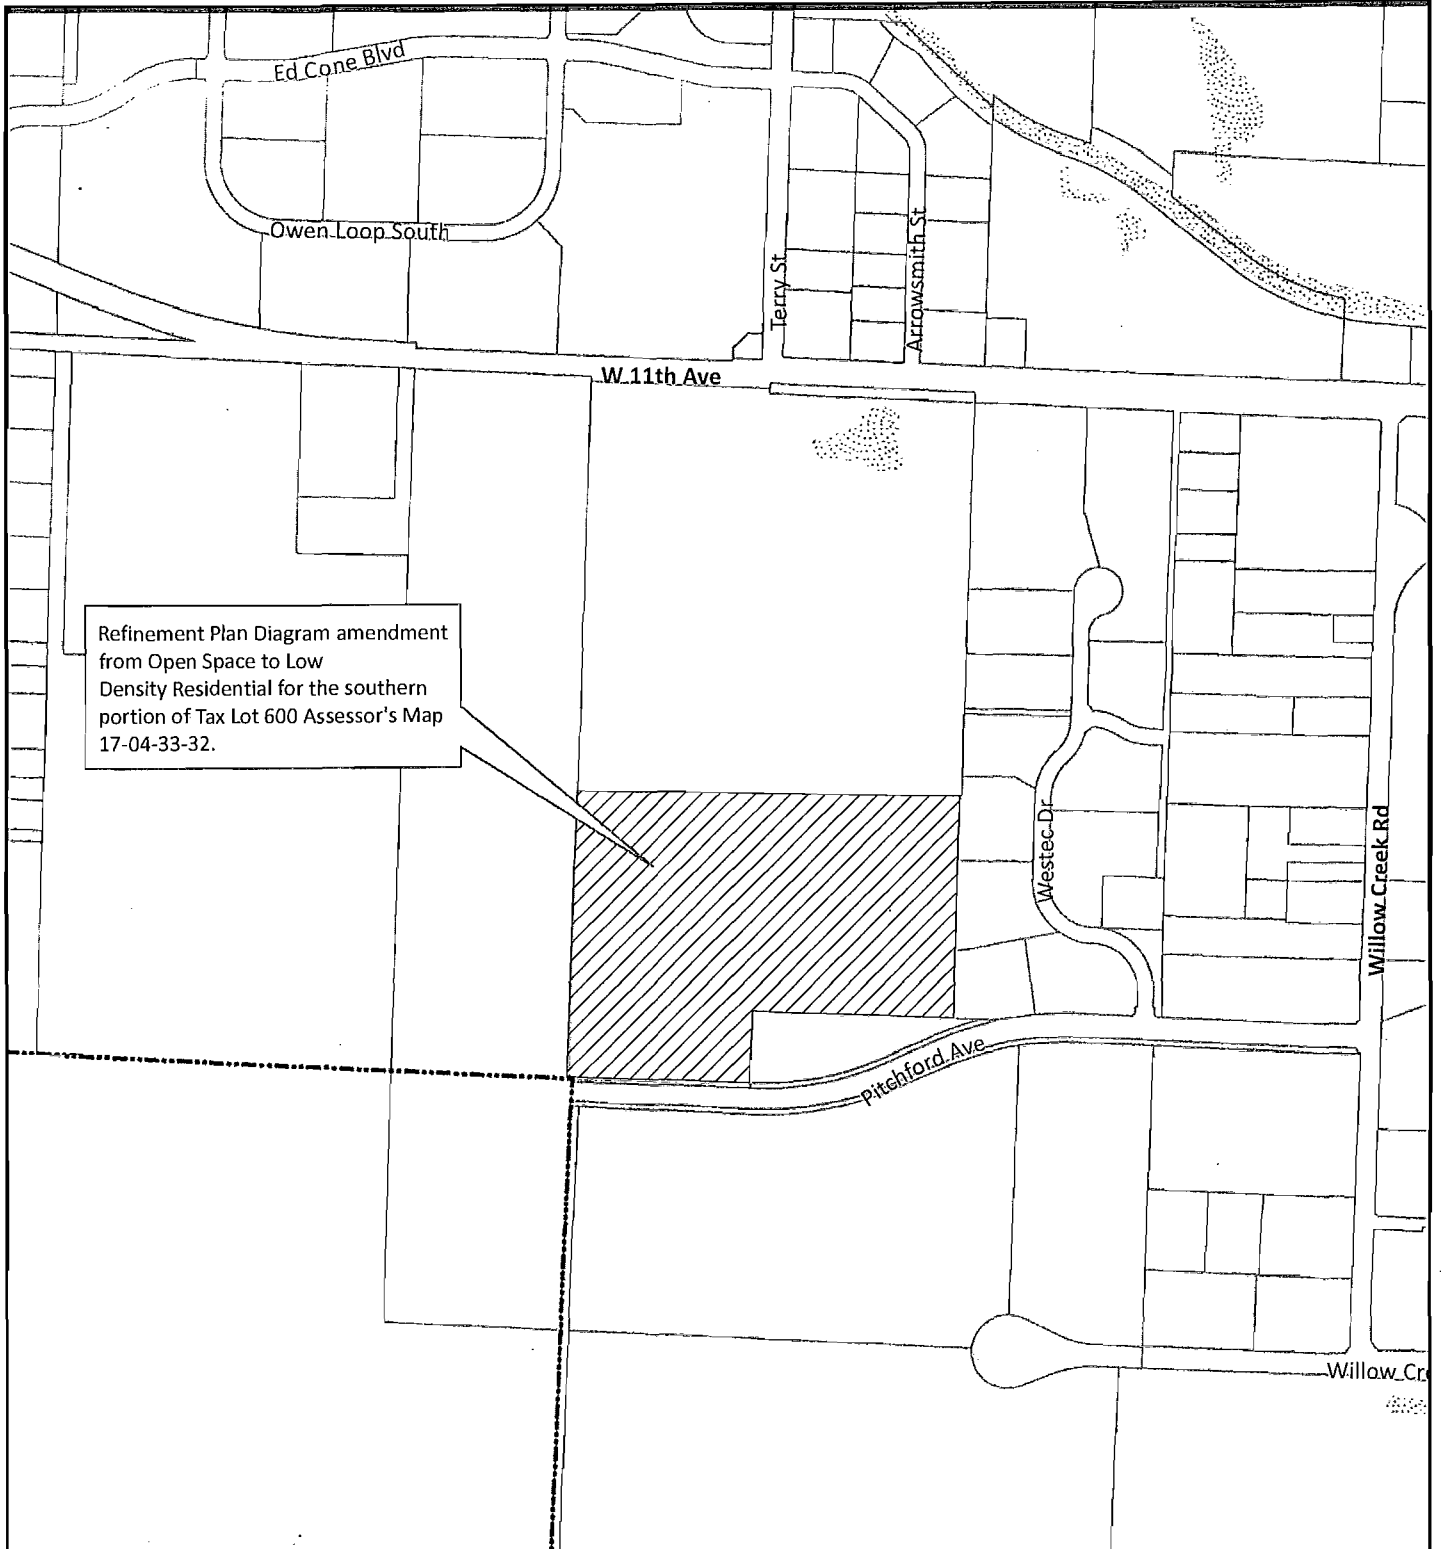 Ed Cone Blvd
Owen Loop South
Terry St
Arrowsmith St
W 11th Ave
Refinement Plan Diagram amendment
from Open Space to Low
Density Residential for the southern
portion of Tax Lot 600 Assessor's Map
17-04-33-32.
Westec Dr
Willow Creek Rd
Pitchford Ave
Willow Cr